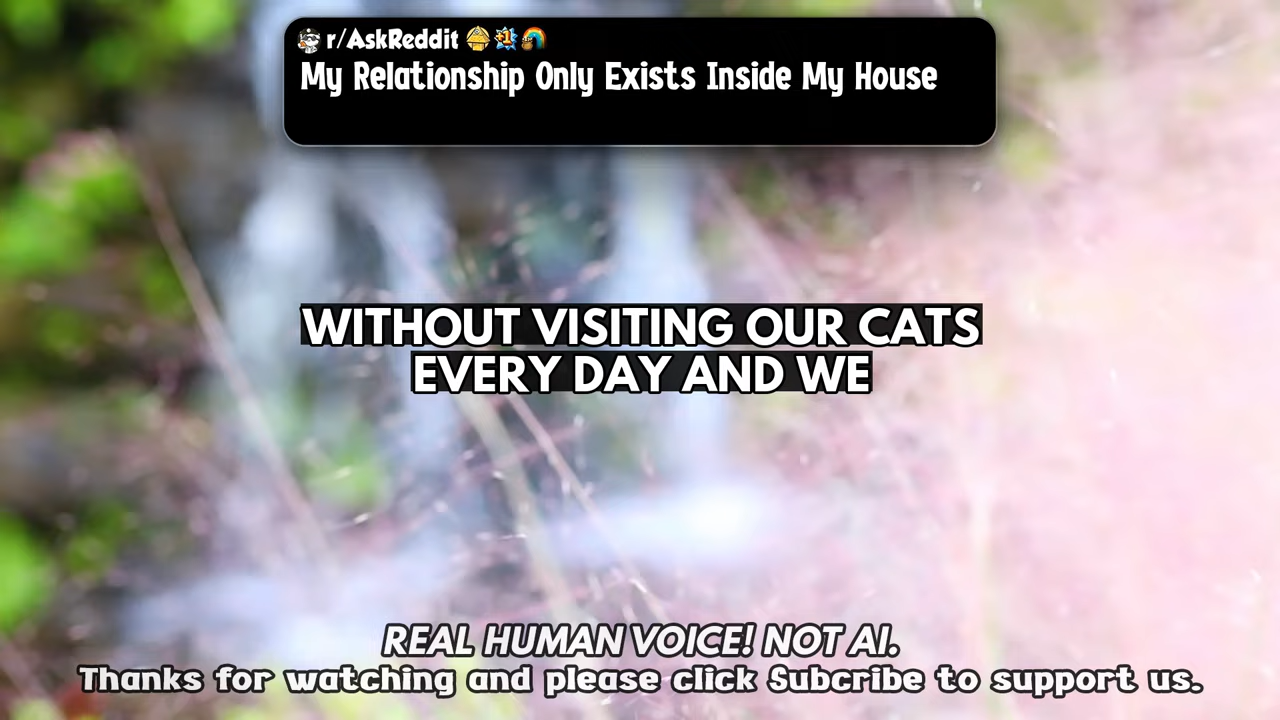 r/AskReddit
My Relationship Only Exists Inside My House
WITHOUT VISITING OUR CATS
EVERY DAY AND WE
REAL HUMAN VOICE! NOT AI.
Thanks for watching and please click Subcribe to support us.